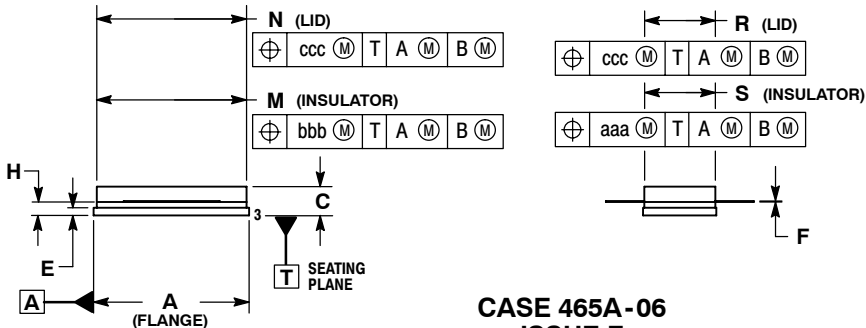 N (LID)
⌖ ccc Ⓜ T A Ⓜ B Ⓜ
M (INSULATOR)
⌖ bbb Ⓜ T A Ⓜ B Ⓜ
R (LID)
⌖ ccc Ⓜ T A Ⓜ B Ⓜ
S (INSULATOR)
⌖ aaa Ⓜ T A Ⓜ B Ⓜ
H
C
3
E
T SEATING
PLANE
A
A
(FLANGE)
F
CASE 465A-06